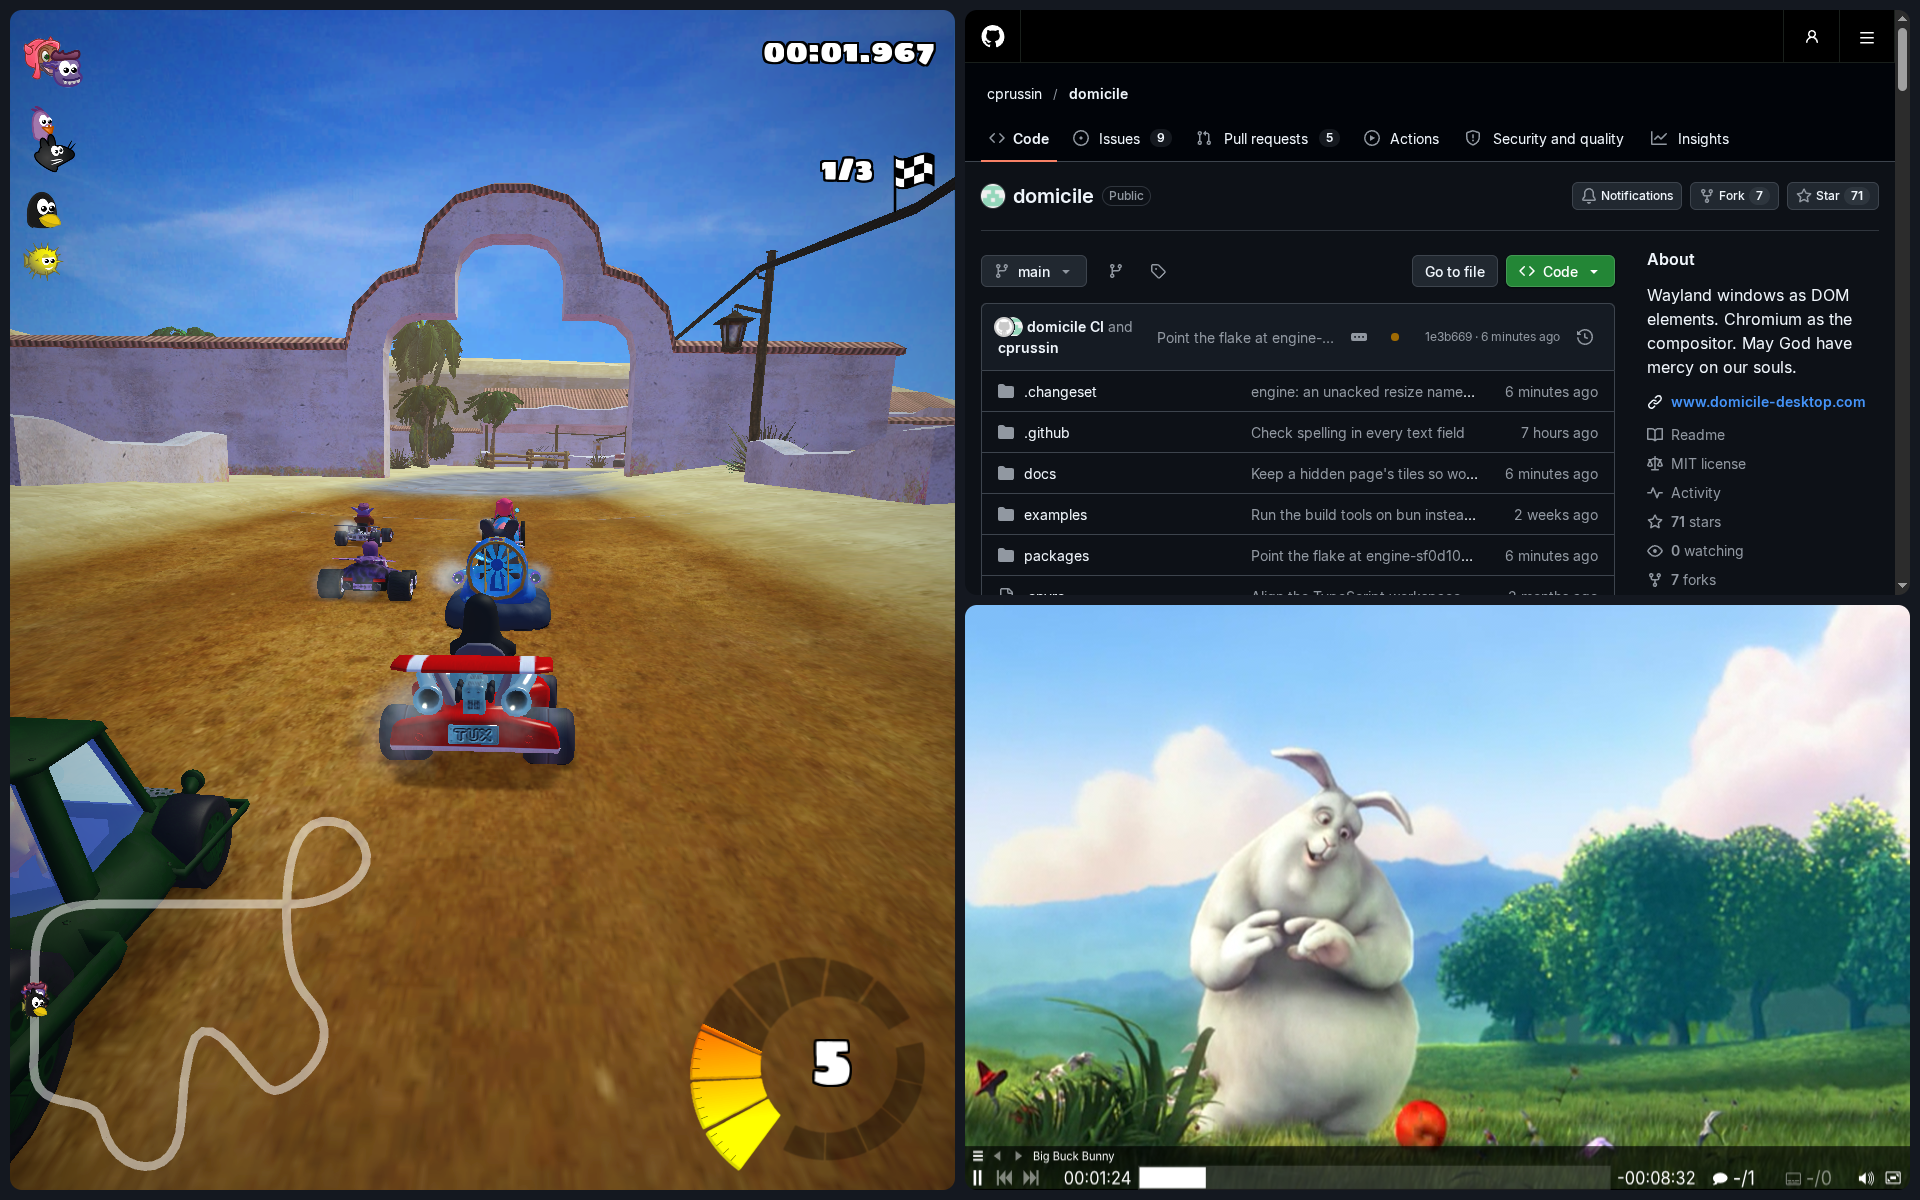 00:01.967
1/3
TUX
5
cprussin / domicile
Code
Issues 9
Pull requests 5
Actions
Security and quality
Insights
domicile Public
Notifications
Fork 7
Star 71
main
Go to file
Code
domicile CI and
cprussin
Point the flake at engine-...
1e3b669 · 6 minutes ago
.changeset engine: an unacked resize name... 6 minutes ago
.github Check spelling in every text field 7 hours ago
docs Keep a hidden page's tiles so wo... 6 minutes ago
examples Run the build tools on bun instea... 2 weeks ago
packages Point the flake at engine-sf0d10... 6 minutes ago
About
Wayland windows as DOM
elements. Chromium as the
compositor. May God have
mercy on our souls.
www.domicile-desktop.com
Readme
MIT license
Activity
71 stars
0 watching
7 forks
Big Buck Bunny
00:01:24
-00:08:32
-/1
-/0